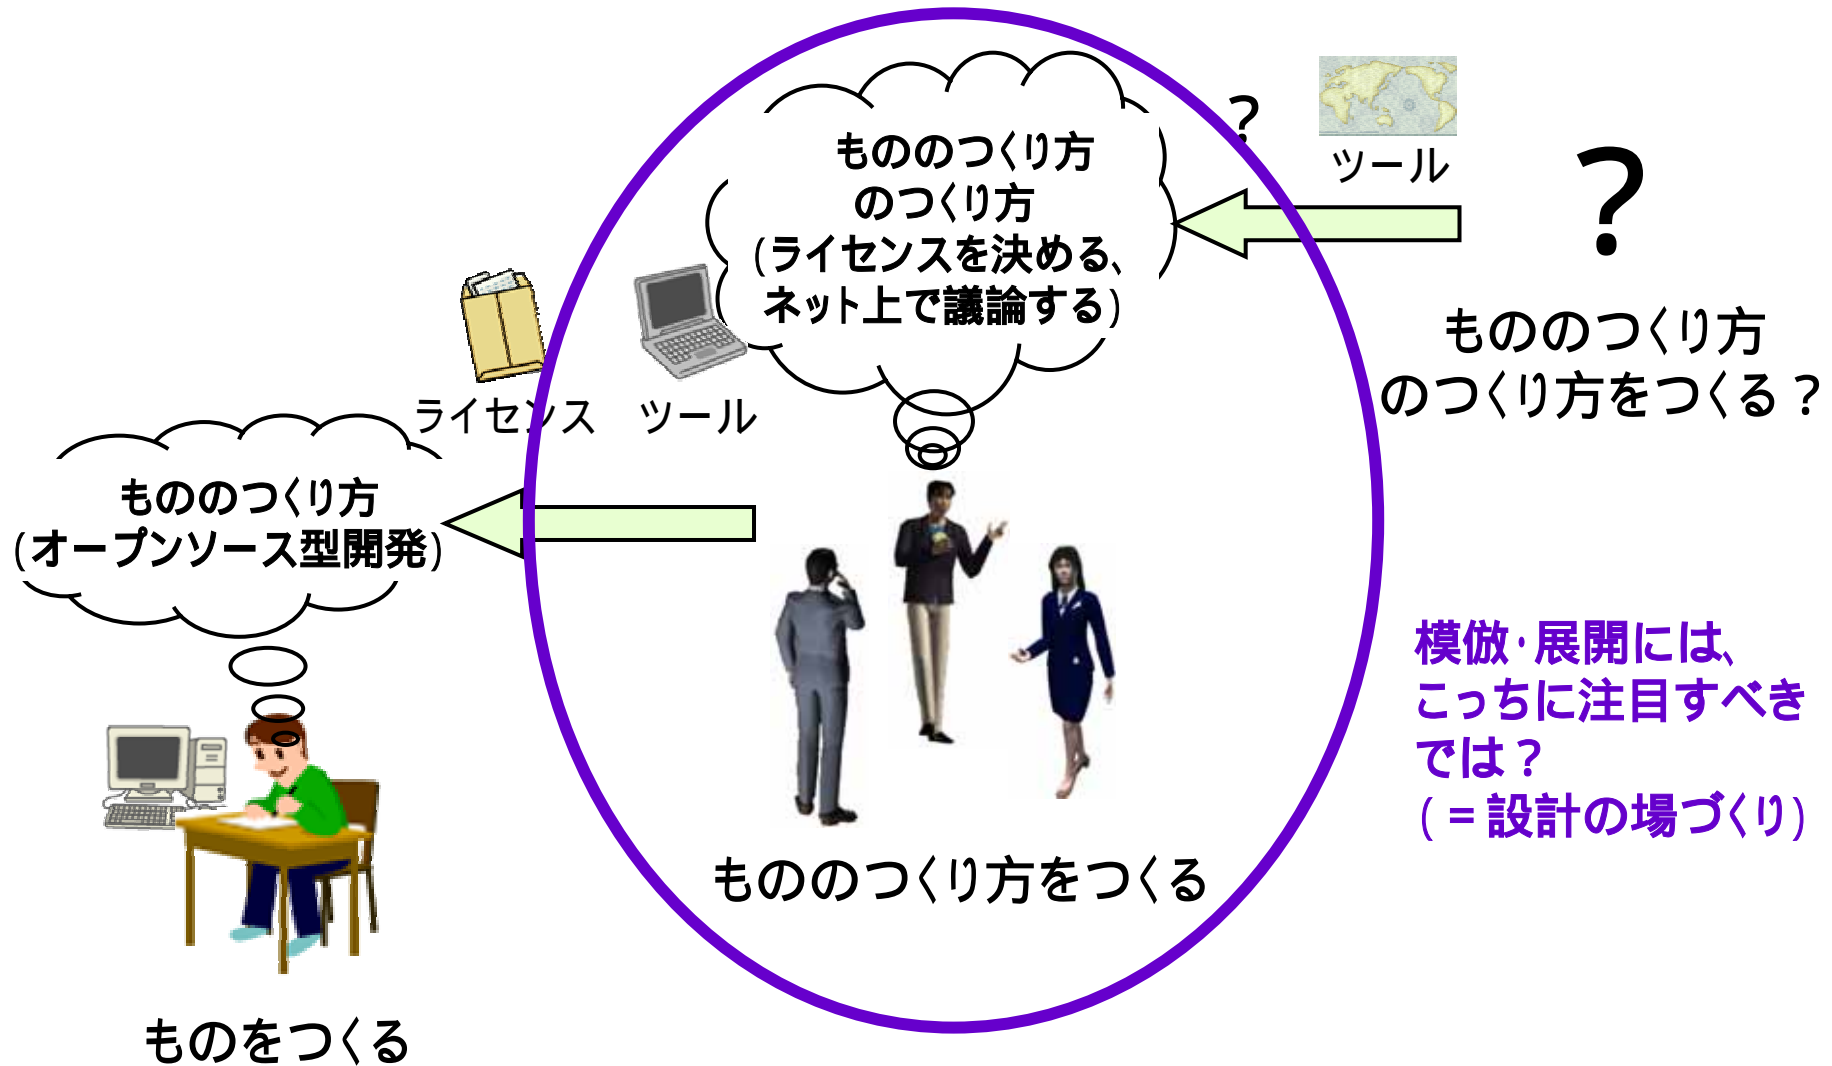 もののつくり方
のつくり方
(ライセンスを決める、
ネット上で議論する)
?
ツール
?
もののつくり方
のつくり方をつくる?
ライセンス
ツール
もののつくり方
(オープンソース型開発)
模倣・展開には、
こっちに注目すべき
では?
(=設計の場づくり)
もののつくり方をつくる
ものをつくる